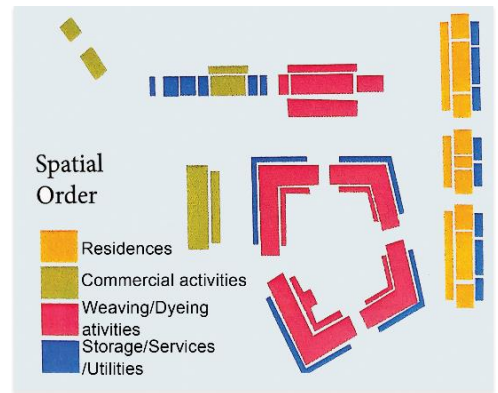 Spatial
Order
Residences
Commercial activities
Weaving/Dyeing
ativities
Storage/Services
/Utilities